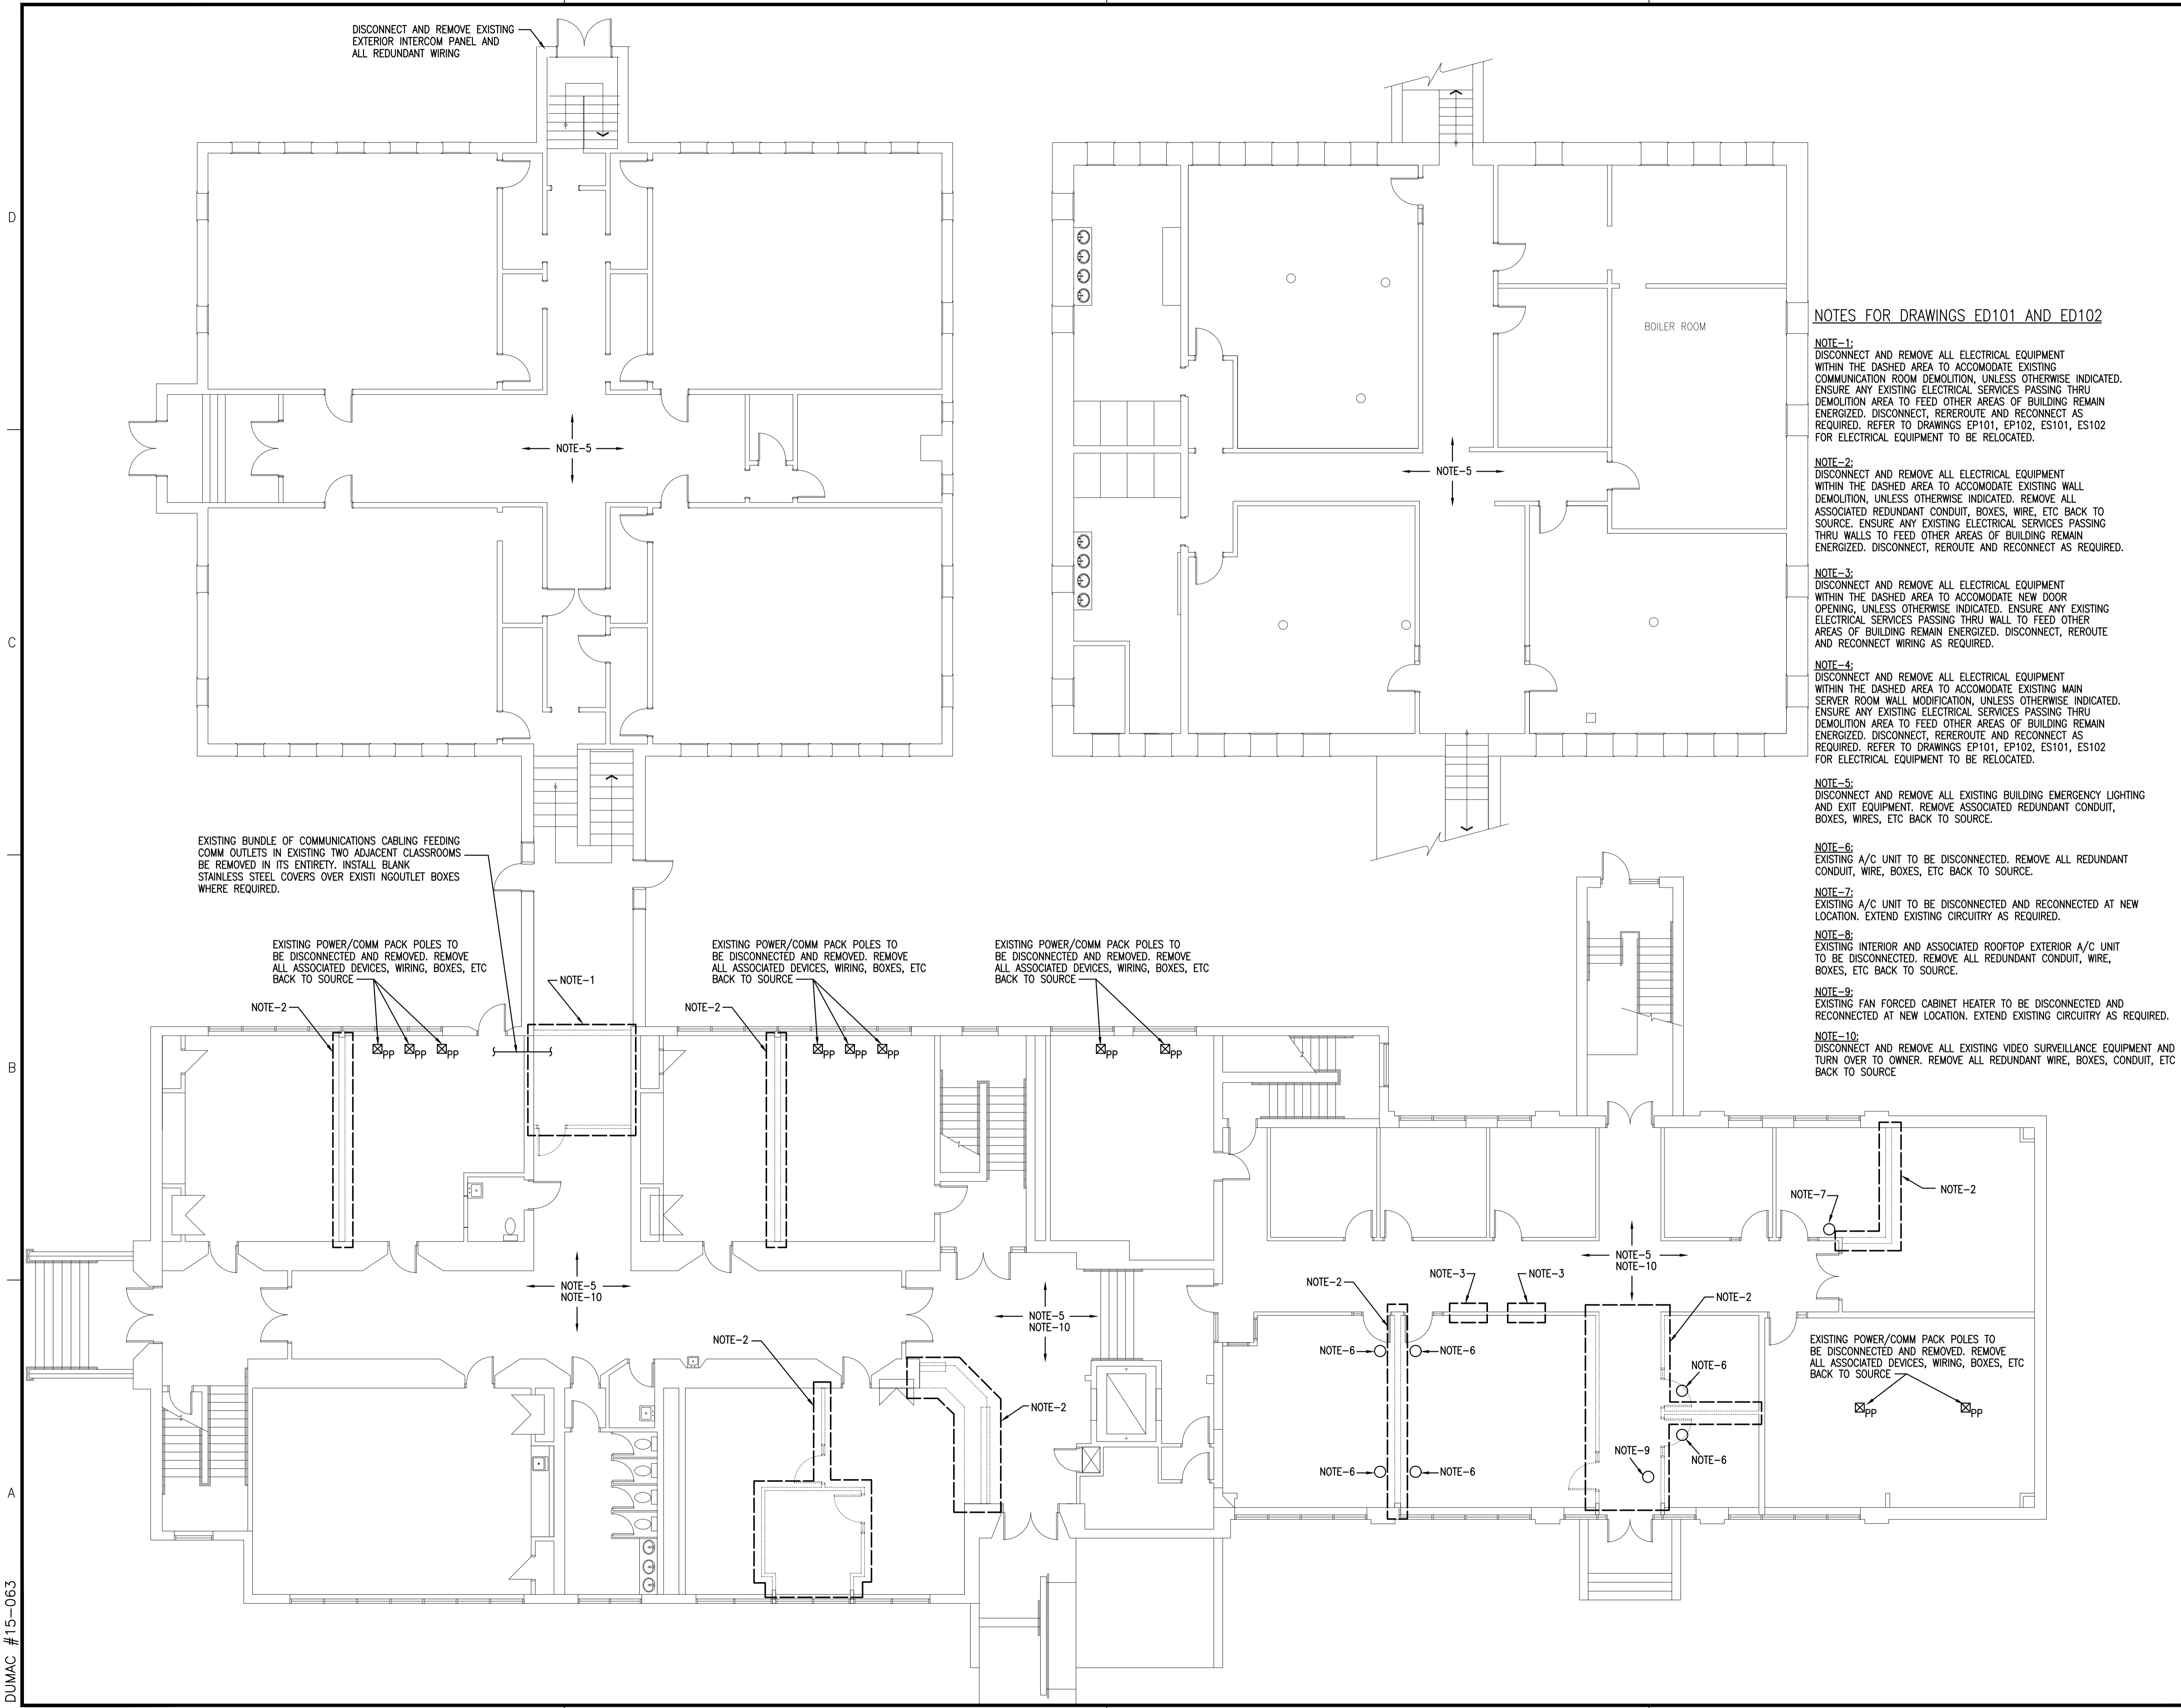 DISCONNECT AND REMOVE EXISTING
EXTERIOR INTERCOM PANEL AND
ALL REDUNDANT WIRING
D
C
B
A
DUMAC #15-063
NOTE-5
NOTE-5
BOILER ROOM
EXISTING BUNDLE OF COMMUNICATIONS CABLING FEEDING
COMM OUTLETS IN EXISTING TWO ADJACENT CLASSROOMS
BE REMOVED IN ITS ENTIRETY. INSTALL BLANK
STAINLESS STEEL COVERS OVER EXISTI NGOUTLET BOXES
WHERE REQUIRED.
EXISTING POWER/COMM PACK POLES TO
BE DISCONNECTED AND REMOVED. REMOVE
ALL ASSOCIATED DEVICES, WIRING, BOXES, ETC
BACK TO SOURCE
NOTE-1
EXISTING POWER/COMM PACK POLES TO
BE DISCONNECTED AND REMOVED. REMOVE
ALL ASSOCIATED DEVICES, WIRING, BOXES, ETC
BACK TO SOURCE
EXISTING POWER/COMM PACK POLES TO
BE DISCONNECTED AND REMOVED. REMOVE
ALL ASSOCIATED DEVICES, WIRING, BOXES, ETC
BACK TO SOURCE
NOTE-2
NOTE-2
PP
PP
PP
PP
PP
PP
PP
PP
NOTE-7
NOTE-2
NOTE-5
NOTE-10
NOTE-5
NOTE-10
NOTE-5
NOTE-10
NOTE-2
NOTE-3
NOTE-3
NOTE-2
NOTE-2
NOTE-2
NOTE-6
NOTE-6
NOTE-6
NOTE-6
NOTE-6
NOTE-6
NOTE-9
EXISTING POWER/COMM PACK POLES TO
BE DISCONNECTED AND REMOVED. REMOVE
ALL ASSOCIATED DEVICES, WIRING, BOXES, ETC
BACK TO SOURCE
PP
PP
NOTES FOR DRAWINGS ED101 AND ED102
NOTE-1:
DISCONNECT AND REMOVE ALL ELECTRICAL EQUIPMENT
WITHIN THE DASHED AREA TO ACCOMODATE EXISTING
COMMUNICATION ROOM DEMOLITION, UNLESS OTHERWISE INDICATED.
ENSURE ANY EXISTING ELECTRICAL SERVICES PASSING THRU
DEMOLITION AREA TO FEED OTHER AREAS OF BUILDING REMAIN
ENERGIZED. DISCONNECT, REREROUTE AND RECONNECT AS
REQUIRED. REFER TO DRAWINGS EP101, EP102, ES101, ES102
FOR ELECTRICAL EQUIPMENT TO BE RELOCATED.
NOTE-2:
DISCONNECT AND REMOVE ALL ELECTRICAL EQUIPMENT
WITHIN THE DASHED AREA TO ACCOMODATE EXISTING WALL
DEMOLITION, UNLESS OTHERWISE INDICATED. REMOVE ALL
ASSOCIATED REDUNDANT CONDUIT, BOXES, WIRE, ETC BACK TO
SOURCE. ENSURE ANY EXISTING ELECTRICAL SERVICES PASSING
THRU WALLS TO FEED OTHER AREAS OF BUILDING REMAIN
ENERGIZED. DISCONNECT, REROUTE AND RECONNECT AS REQUIRED.
NOTE-3:
DISCONNECT AND REMOVE ALL ELECTRICAL EQUIPMENT
WITHIN THE DASHED AREA TO ACCOMODATE NEW DOOR
OPENING, UNLESS OTHERWISE INDICATED. ENSURE ANY EXISTING
ELECTRICAL SERVICES PASSING THRU WALL TO FEED OTHER
AREAS OF BUILDING REMAIN ENERGIZED. DISCONNECT, REROUTE
AND RECONNECT WIRING AS REQUIRED.
NOTE-4:
DISCONNECT AND REMOVE ALL ELECTRICAL EQUIPMENT
WITHIN THE DASHED AREA TO ACCOMODATE EXISTING MAIN
SERVER ROOM WALL MODIFICATION, UNLESS OTHERWISE INDICATED.
ENSURE ANY EXISTING ELECTRICAL SERVICES PASSING THRU
DEMOLITION AREA TO FEED OTHER AREAS OF BUILDING REMAIN
ENERGIZED. DISCONNECT, REREROUTE AND RECONNECT AS
REQUIRED. REFER TO DRAWINGS EP101, EP102, ES101, ES102
FOR ELECTRICAL EQUIPMENT TO BE RELOCATED.
NOTE-5:
DISCONNECT AND REMOVE ALL EXISTING BUILDING EMERGENCY LIGHTING
AND EXIT EQUIPMENT. REMOVE ASSOCIATED REDUNDANT CONDUIT,
BOXES, WIRES, ETC BACK TO SOURCE.
NOTE-6:
EXISTING A/C UNIT TO BE DISCONNECTED. REMOVE ALL REDUNDANT
CONDUIT, WIRE, BOXES, ETC BACK TO SOURCE.
NOTE-7:
EXISTING A/C UNIT TO BE DISCONNECTED AND RECONNECTED AT NEW
LOCATION. EXTEND EXISTING CIRCUITRY AS REQUIRED.
NOTE-8:
EXISTING INTERIOR AND ASSOCIATED ROOFTOP EXTERIOR A/C UNIT
TO BE DISCONNECTED. REMOVE ALL REDUNDANT CONDUIT, WIRE,
BOXES, ETC BACK TO SOURCE.
NOTE-9:
EXISTING FAN FORCED CABINET HEATER TO BE DISCONNECTED AND
RECONNECTED AT NEW LOCATION. EXTEND EXISTING CIRCUITRY AS REQUIRED.
NOTE-10:
DISCONNECT AND REMOVE ALL EXISTING VIDEO SURVEILLANCE EQUIPMENT AND
TURN OVER TO OWNER. REMOVE ALL REDUNDANT WIRE, BOXES, CONDUIT, ETC
BACK TO SOURCE